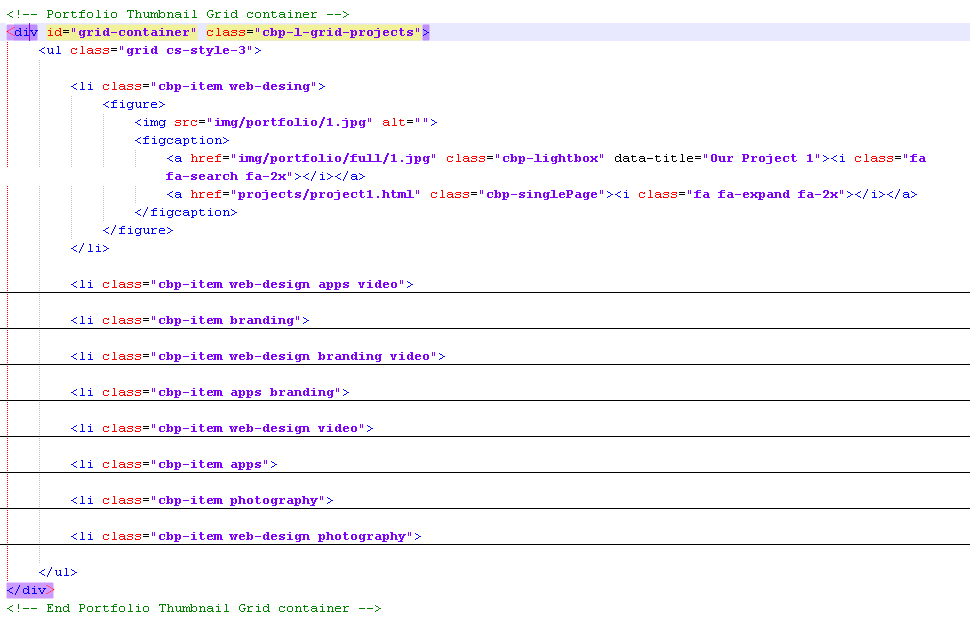 <!-- Portfolio Thumbnail Grid container -->
<div id="grid-container" class="cbp-l-grid-projects">
<ul class="grid cs-style-3">
<li class="cbp-item web-desing">
<figure>
<img src="img/portfolio/1.jpg" alt="">
<figcaption>
<a href="img/portfolio/full/1.jpg" class="cbp-lightbox" data-title="Our Project 1"><i class="fa
fa-search fa-2x"></i></a>
<a href="projects/project1.html" class="cbp-singlePage"><i class="fa fa-expand fa-2x"></i></a>
</figcaption>
</figure>
</li>
<li class="cbp-item web-design apps video">
<li class="cbp-item branding">
<li class="cbp-item web-design branding video">
<li class="cbp-item apps branding">
<li class="cbp-item web-design video">
<li class="cbp-item apps">
<li class="cbp-item photography">
<li class="cbp-item web-design photography">
</ul>
</div>
<!-- End Portfolio Thumbnail Grid container -->